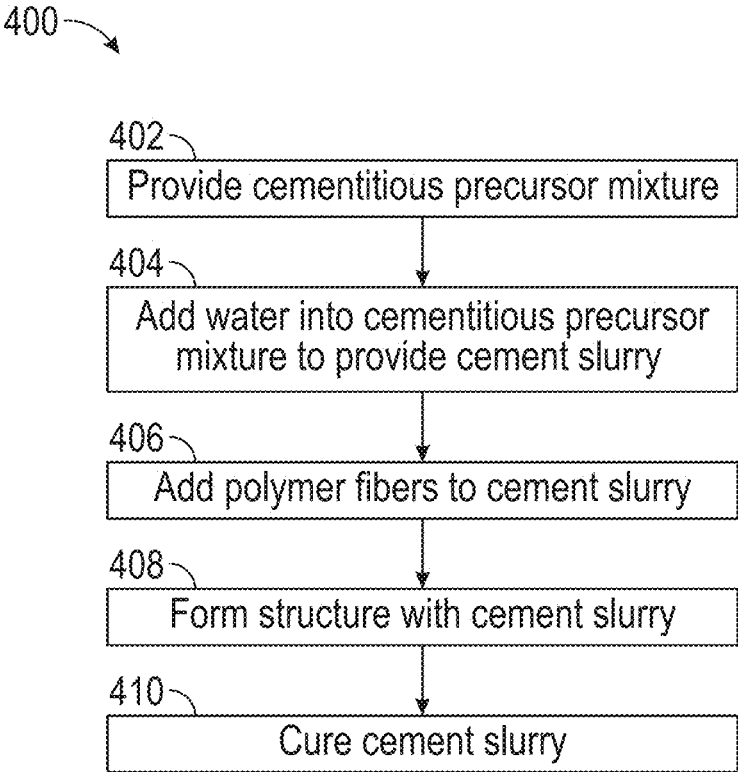 400
402
Provide cementitious precursor mixture
404
Add water into cementitious precursor
mixture to provide cement slurry
406
Add polymer fibers to cement slurry
408
Form structure with cement slurry
410
Cure cement slurry